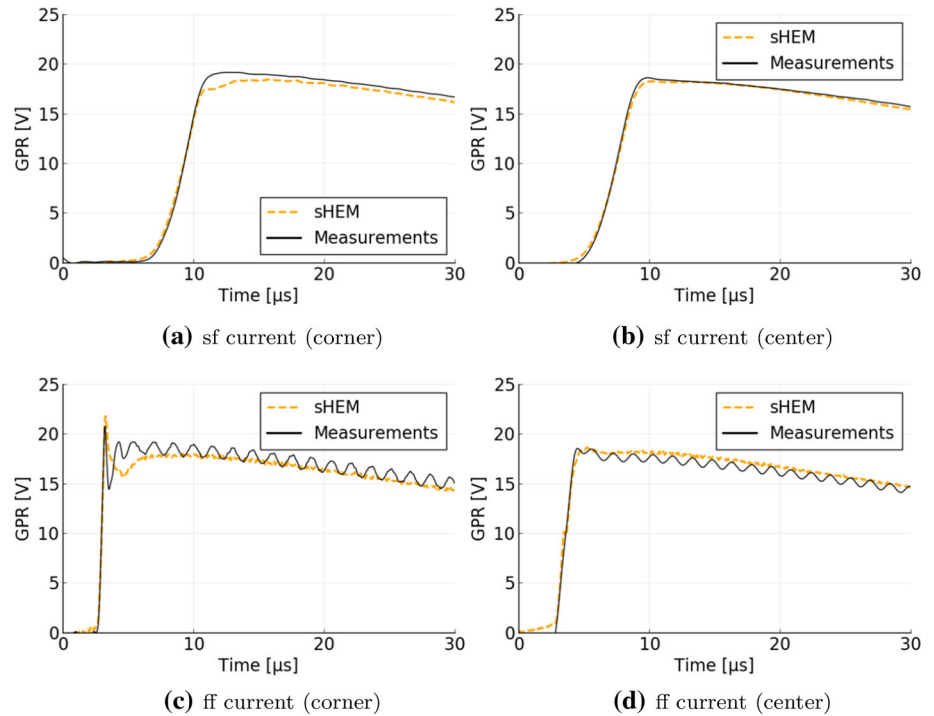 25
20
15
10
5
0
GPR [V]
sHEM
Measurements
0 10 20 30
Time [μs]
(a) sf current (corner)
25
20
15
10
5
0
GPR [V]
sHEM
Measurements
0 10 20 30
Time [μs]
(b) sf current (center)
25
20
15
10
5
0
GPR [V]
sHEM
Measurements
0 10 20 30
Time [μs]
(c) ff current (corner)
25
20
15
10
5
0
GPR [V]
sHEM
Measurements
0 10 20 30
Time [μs]
(d) ff current (center)